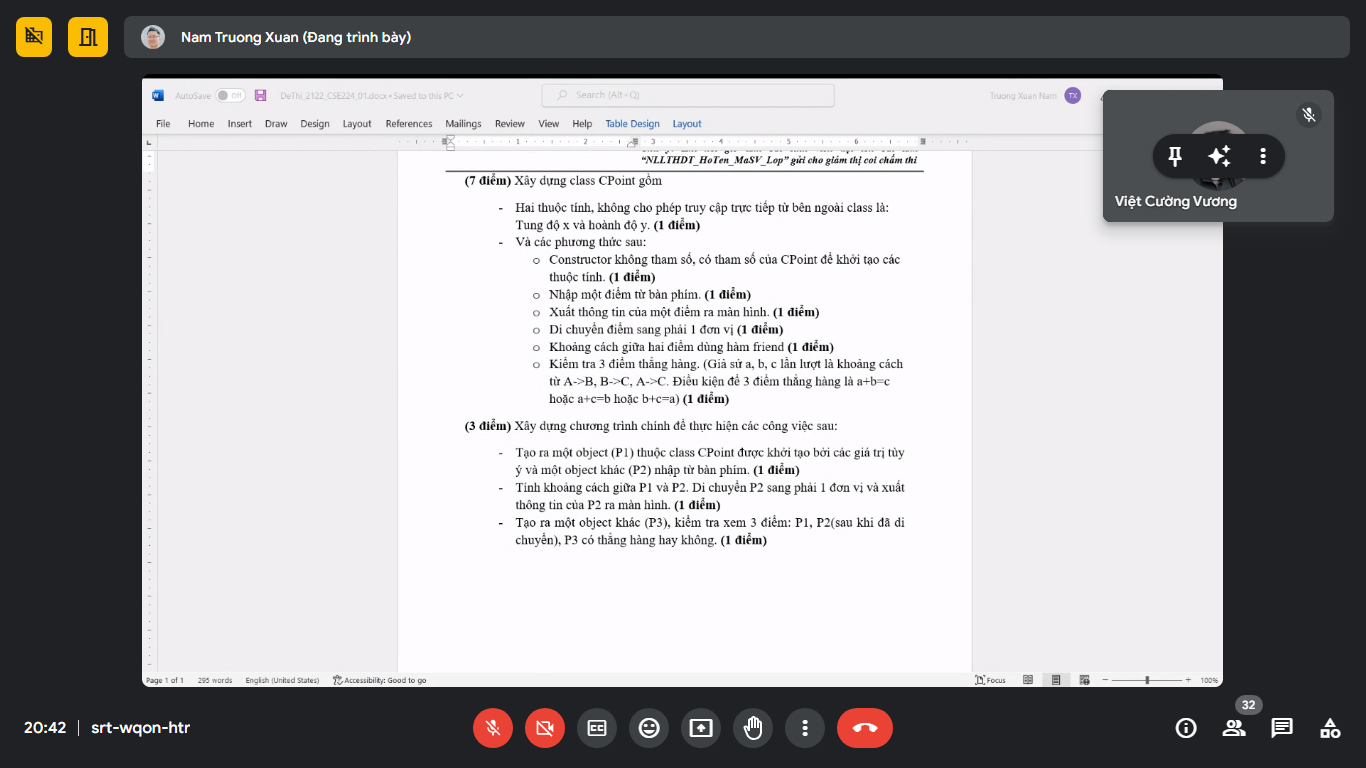 Nam Truong Xuan (Đang trình bày)
AutoSave Off DeThi_2122_CSE224_01.docx • Saved to this PC
Search (Alt+Q)
Truong Xuan Nam TX
File Home Insert Draw Design Layout References Mailings Review View Help Table Design Layout
1 2 3 4 5 6
“NLLTHDT_HoTen_MaSV_Lop” gửi cho giám thị coi chấm thi
(7 điểm) Xây dựng class CPoint gồm
- Hai thuộc tính, không cho phép truy cập trực tiếp từ bên ngoài class là:
Tung độ x và hoành độ y. (1 điểm)
- Và các phương thức sau:
o Constructor không tham số, có tham số của CPoint để khởi tạo các
thuộc tính. (1 điểm)
o Nhập một điểm từ bàn phím. (1 điểm)
o Xuất thông tin của một điểm ra màn hình. (1 điểm)
o Di chuyển điểm sang phải 1 đơn vị (1 điểm)
o Khoảng cách giữa hai điểm dùng hàm friend (1 điểm)
o Kiểm tra 3 điểm thẳng hàng. (Giả sử a, b, c lần lượt là khoảng cách
từ A->B, B->C, A->C. Điều kiện để 3 điểm thẳng hàng là a+b=c
hoặc a+c=b hoặc b+c=a) (1 điểm)
(3 điểm) Xây dựng chương trình chính để thực hiện các công việc sau:
- Tạo ra một object (P1) thuộc class CPoint được khởi tạo bởi các giá trị tùy
ý và một object khác (P2) nhập từ bàn phím. (1 điểm)
- Tính khoảng cách giữa P1 và P2. Di chuyển P2 sang phải 1 đơn vị và xuất
thông tin của P2 ra màn hình. (1 điểm)
- Tạo ra một object khác (P3), kiểm tra xem 3 điểm: P1, P2(sau khi đã di
chuyển), P3 có thẳng hàng hay không. (1 điểm)
Việt Cường Vương
Page 1 of 1 295 words English (United States) Accessibility: Good to go Focus 100%
20:42 srt-wqon-htr
32